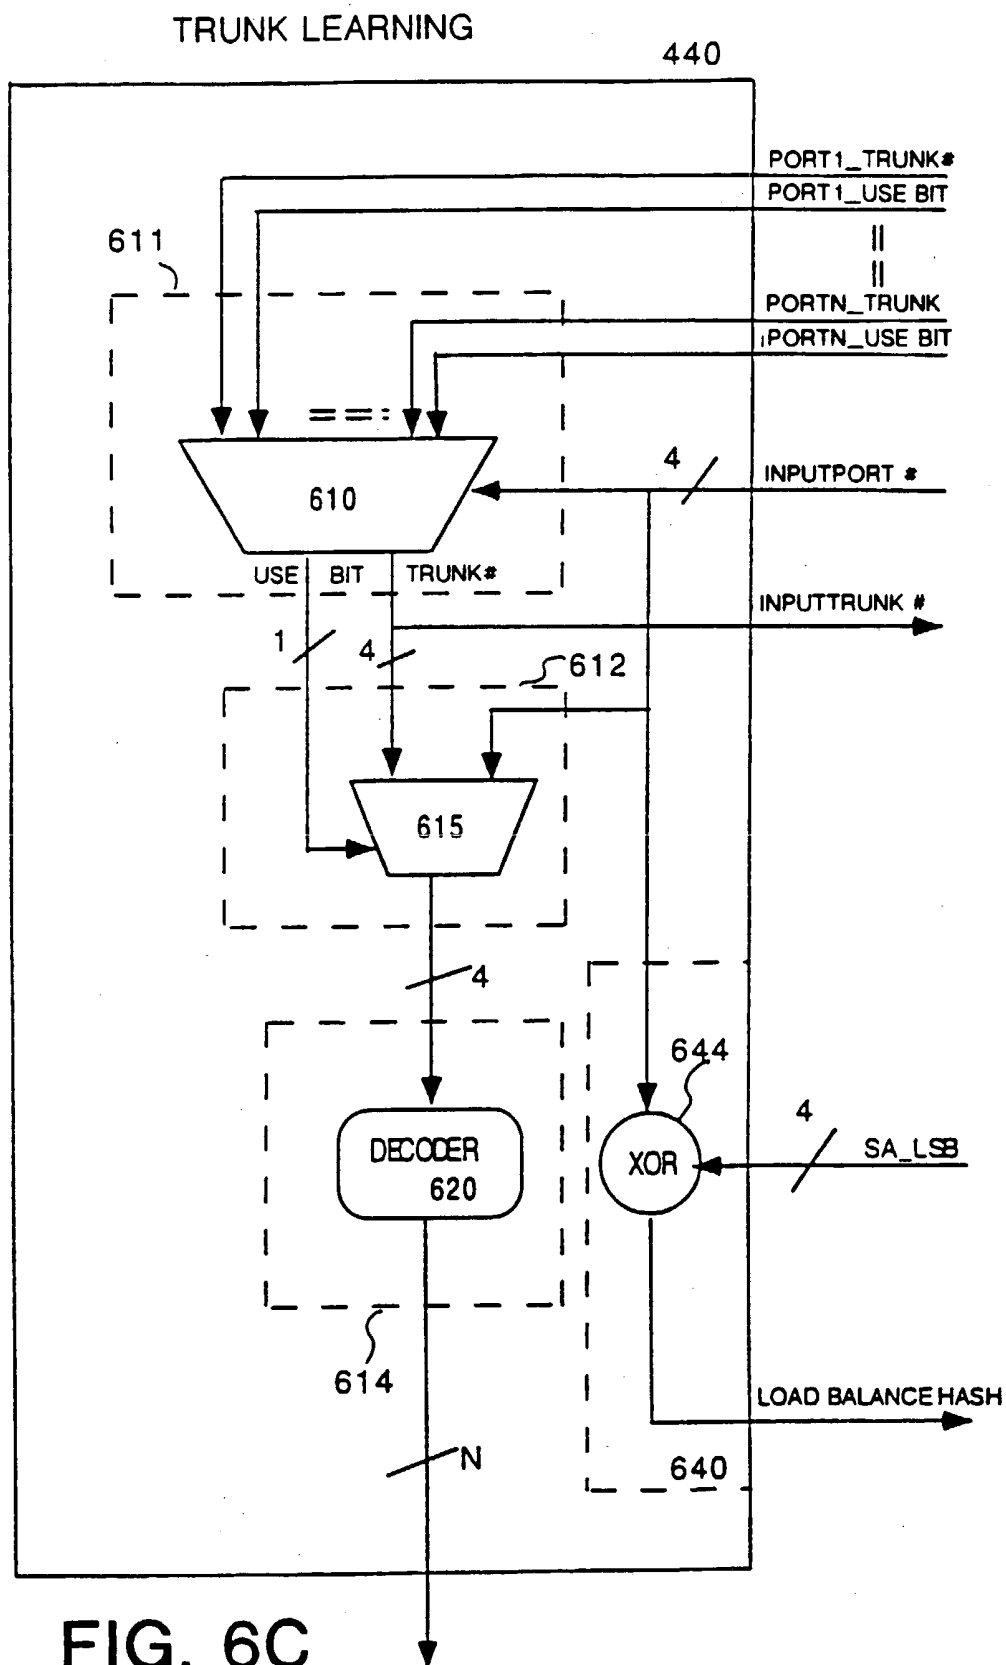 TRUNK LEARNING
440
PORT1_TRUNK#
PORT1_USE BIT
611
PORTN_TRUNK
PORTN_USE BIT
4
INPUTPORT #
610
USE BIT TRUNK#
INPUTTRUNK #
1
4
612
615
4
644
4
DECODER
620
XOR
SA_LSB
614
LOAD BALANCE HASH
N
640
FIG. 6C